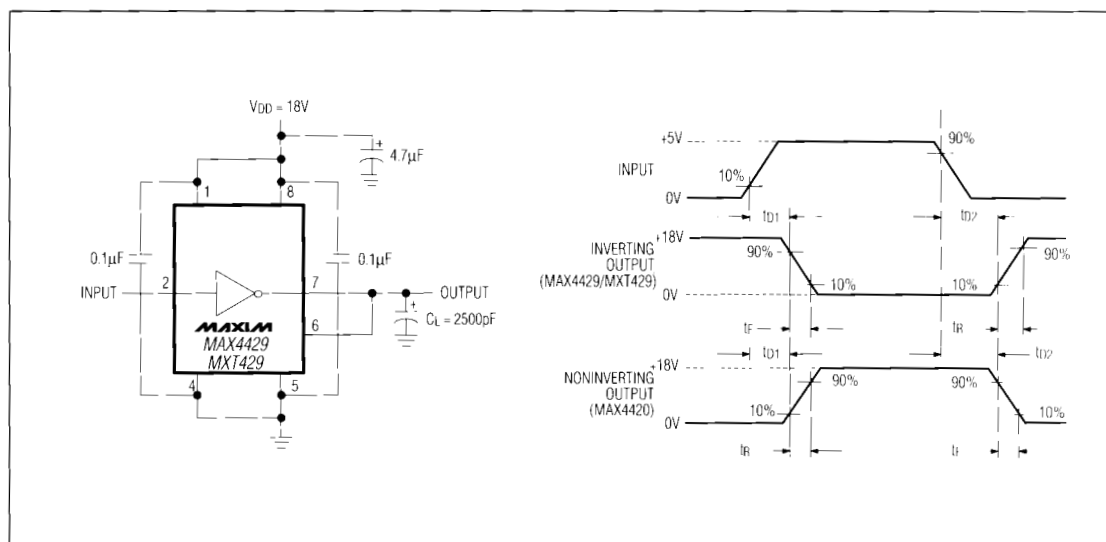 VDD = 18V
+
4.7µF
1
8
0.1µF
0.1µF
INPUT
2
7
OUTPUT
+
CL = 2500pF
6
MAXIM
MAX4429
MXT429
4
5
+5V
90%
INPUT
10%
0V
tD1
tD2
+18V
90%
90%
INVERTING
OUTPUT
(MAX4429/MXT429)
10%
10%
0V
tF
tR
tD1
tD2
+18V
NONINVERTING
OUTPUT
(MAX4420)
90%
90%
10%
10%
0V
tR
tF